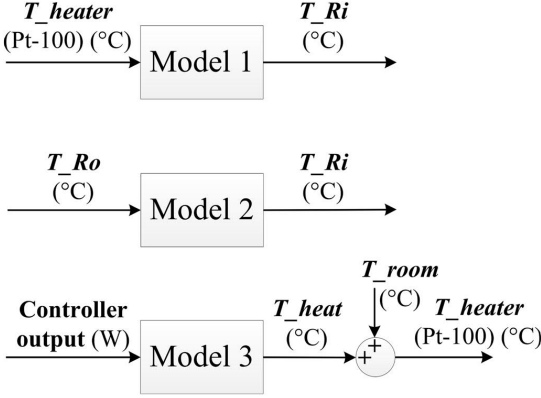 T_heater
(Pt-100) (°C)
Model 1
T_Ri
(°C)
T_Ro
(°C)
Model 2
T_Ri
(°C)
Controller
output (W)
Model 3
T_heat
(°C)
T_room
(°C)
+
+
T_heater
(Pt-100) (°C)